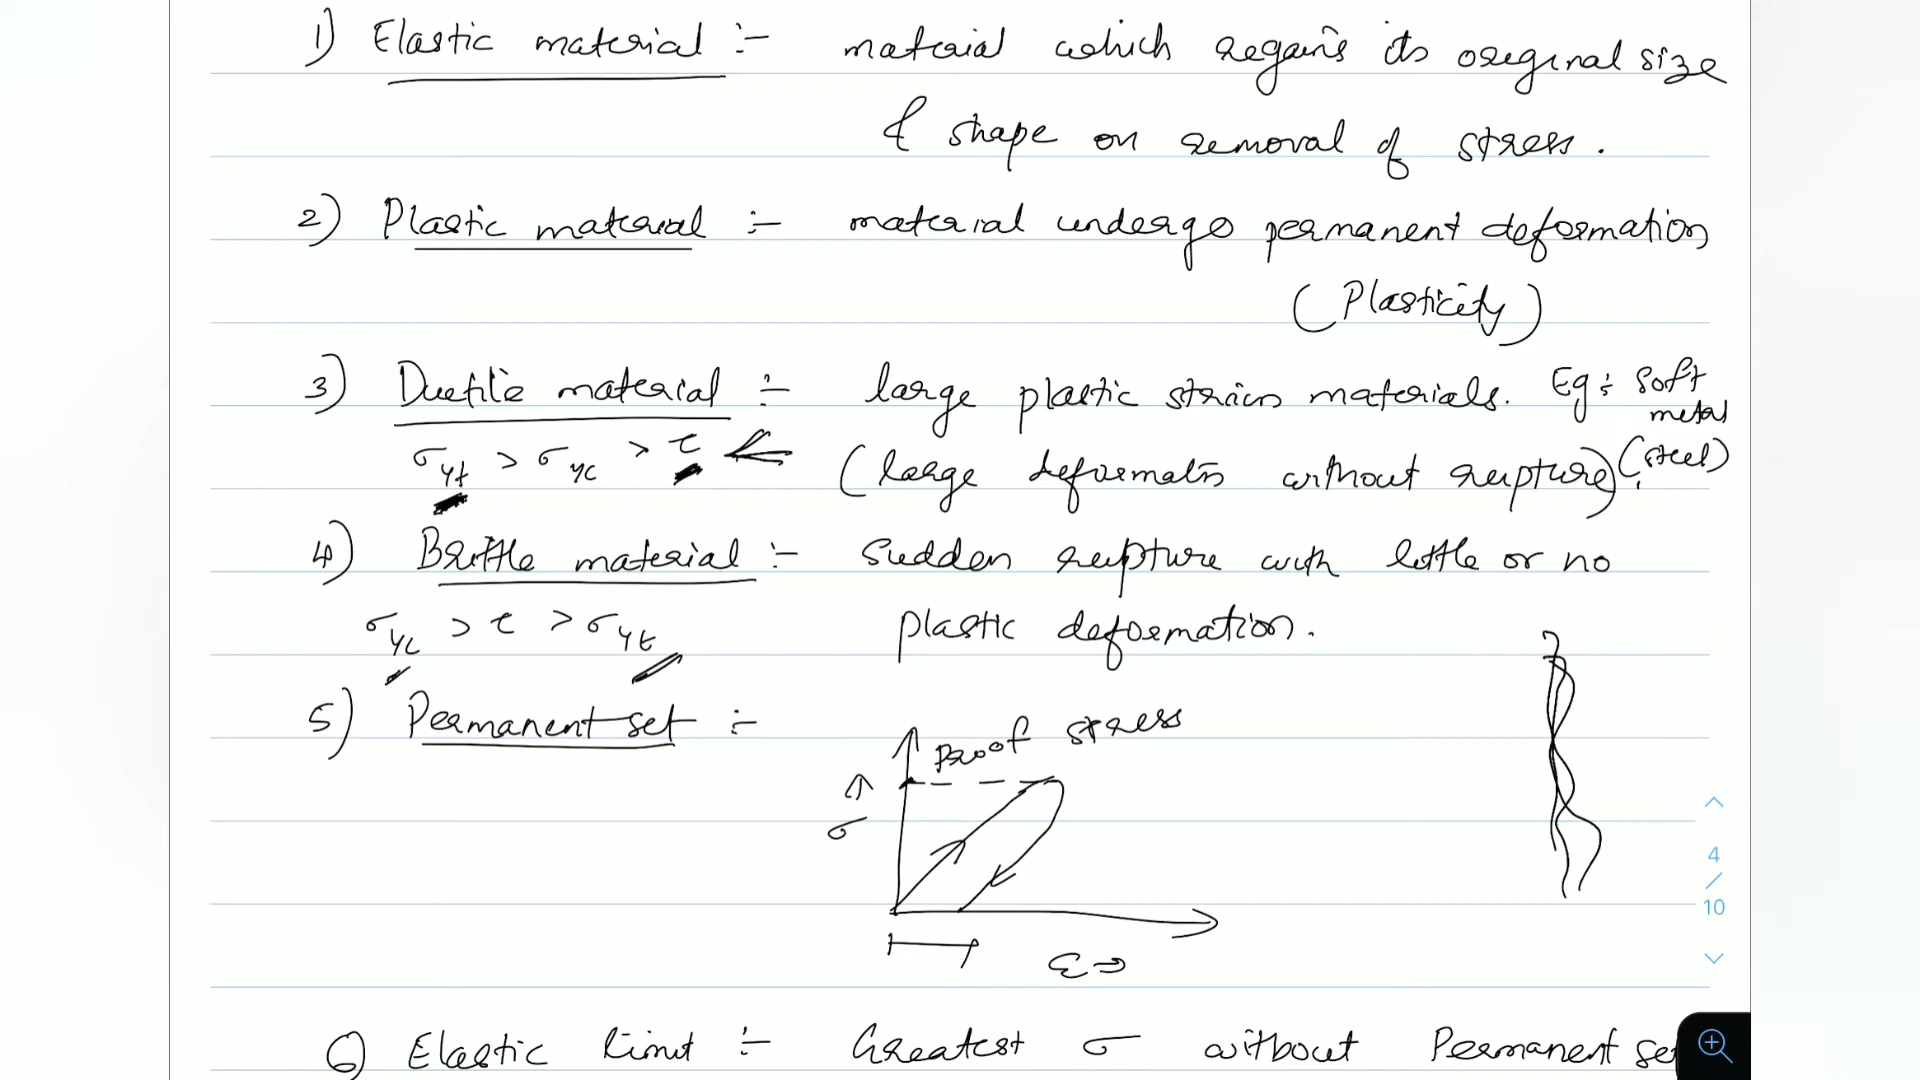 1) Elastic material :- material which regains its original size
& shape on removal of stress.
2) Plastic material :- material undergo permanent deformation
(Plasticity)
3) Ductile material :- large plastic strain materials. Eg: Soft
metal
σyt > σyc > τ (large deformatn without rupture) (steel)
4) Brittle material :- Sudden rupture with little or no
σyc > τ > σyt plastic deformation.
5) Permanent set :-
Proof stress
σ
ε
4
/
10
6) Elastic limit :- Greatest σ without Permanent se